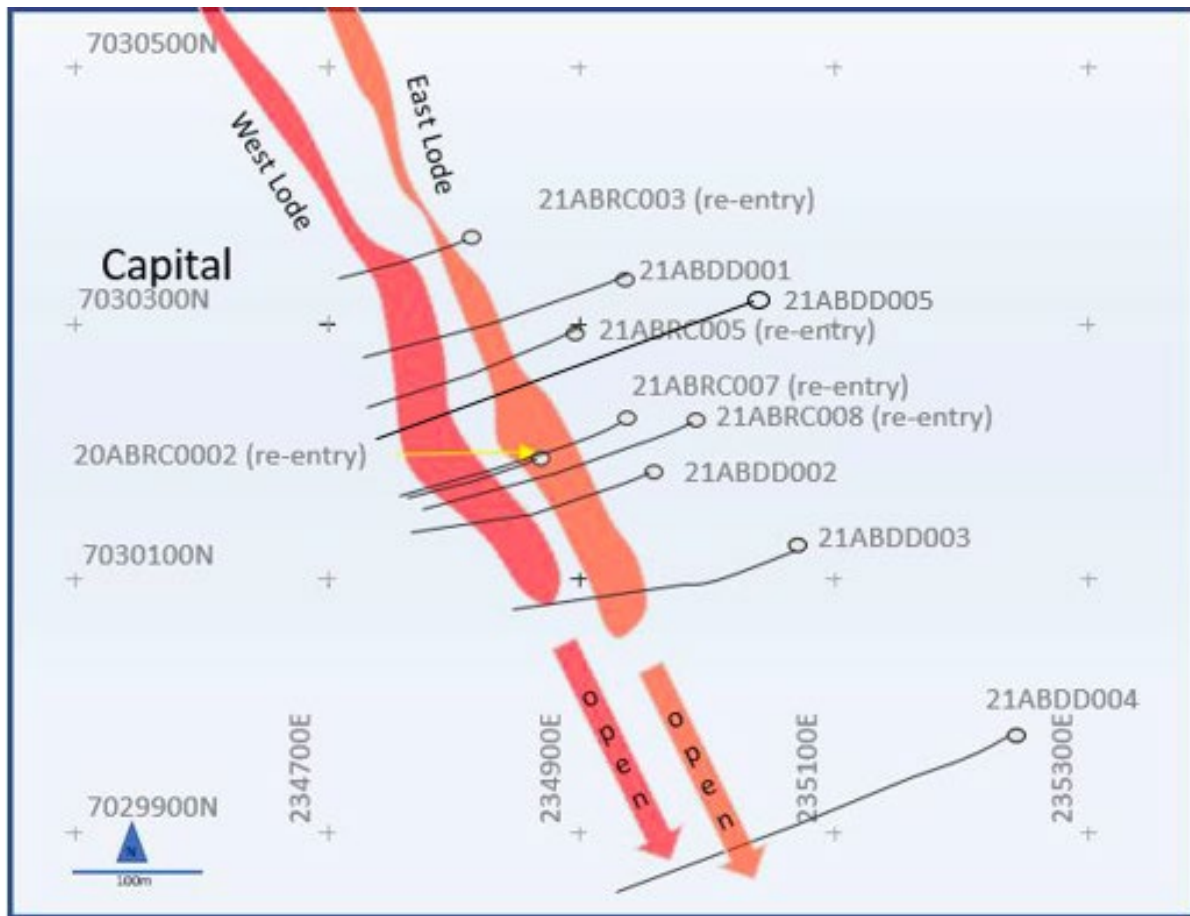 7030500N
East Lode
West Lode
21ABRC003 (re-entry)
Capital
21ABDD001
7030300N
21ABDD005
21ABRC005 (re-entry)
21ABRC007 (re-entry)
21ABRC008 (re-entry)
20ABRC0002 (re-entry)
21ABDD002
21ABDD003
7030100N
open
open
21ABDD004
234700E
234900E
235100E
235300E
7029900N
N
100m